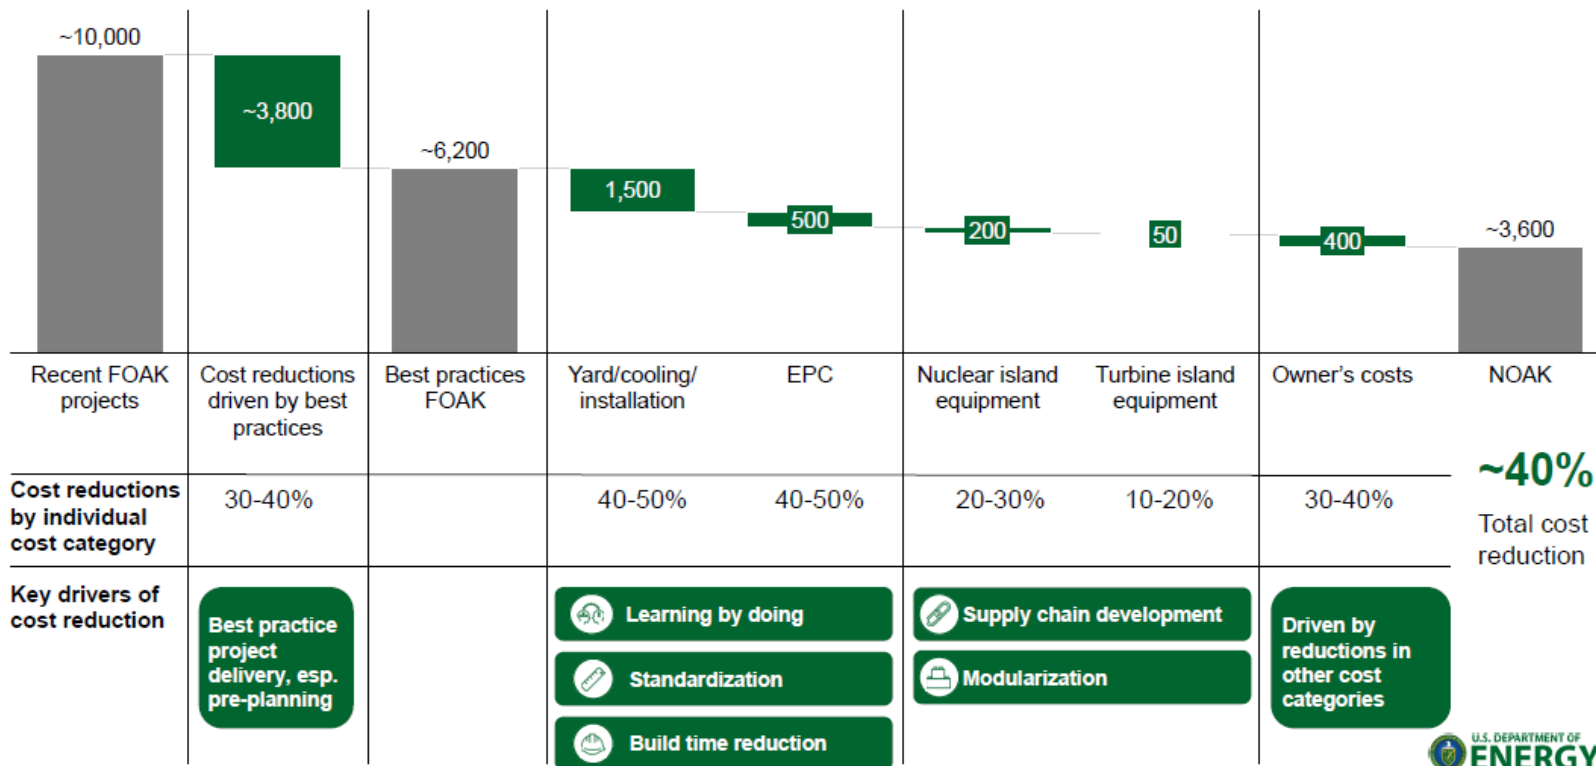 ~10,000
~3,800
~6,200
1,500
500
200
50
400
~3,600
Recent FOAK
projects
Cost reductions
driven by best
practices
Best practices
FOAK
Yard/cooling/
installation
EPC
Nuclear island
equipment
Turbine island
equipment
Owner's costs
NOAK
Cost reductions
by individual
cost category
30-40%
40-50%
40-50%
20-30%
10-20%
30-40%
~40%
Total cost
reduction
Key drivers of
cost reduction
Best practice
project
delivery, esp.
pre-planning
Learning by doing
Standardization
Build time reduction
Supply chain development
Modularization
Driven by
reductions in
other cost
categories
U.S. DEPARTMENT OF
ENERGY